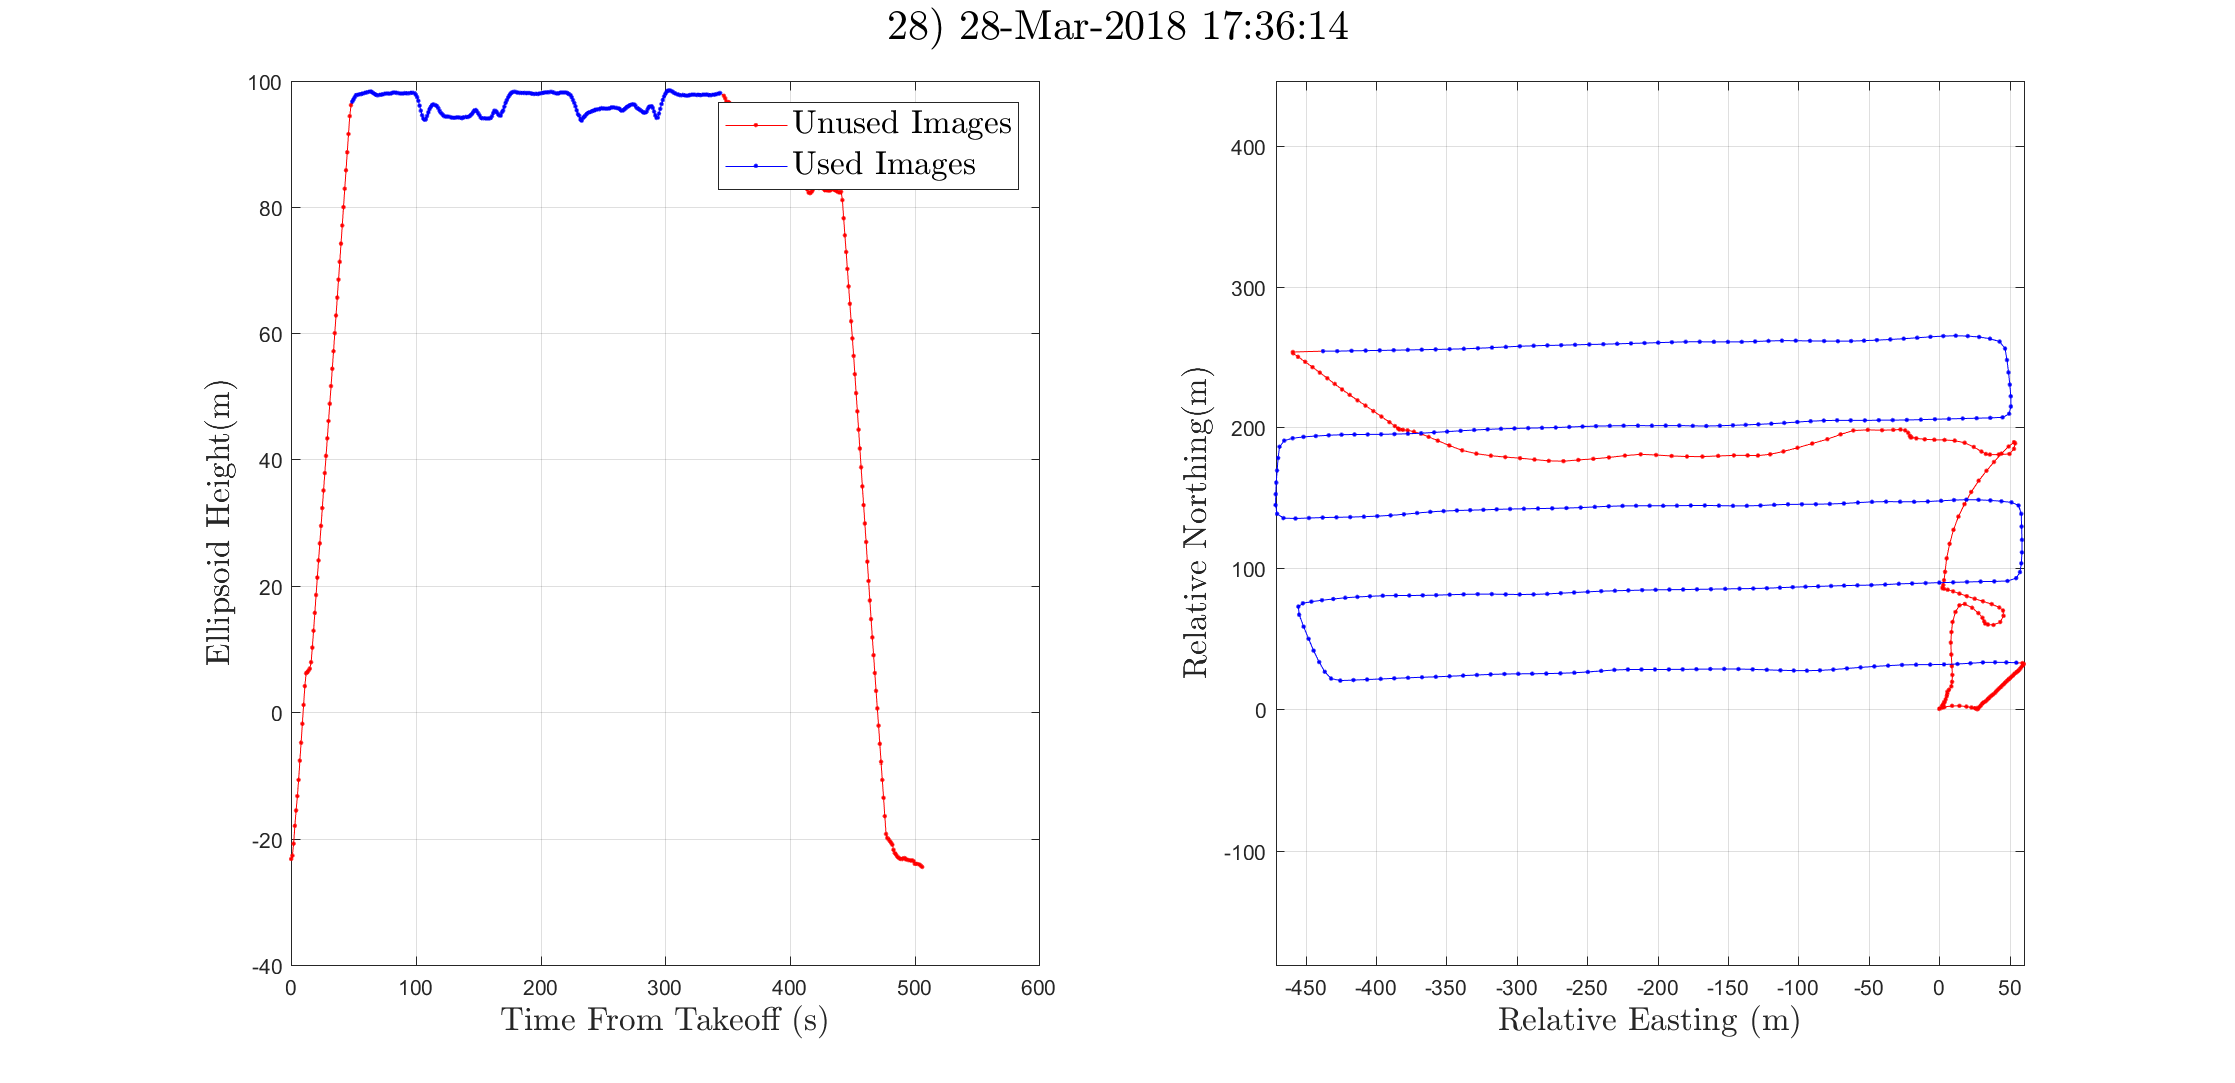 28) 28-Mar-2018 17:36:14
100
80
60
40
20
0
-20
-40
Ellipsoid Height(m)
0 100 200 300 400 500 600
Time From Takeoff (s)
Unused Images
Used Images
400
300
200
100
0
-100
Relative Northing(m)
-450 -400 -350 -300 -250 -200 -150 -100 -50 0 50
Relative Easting (m)